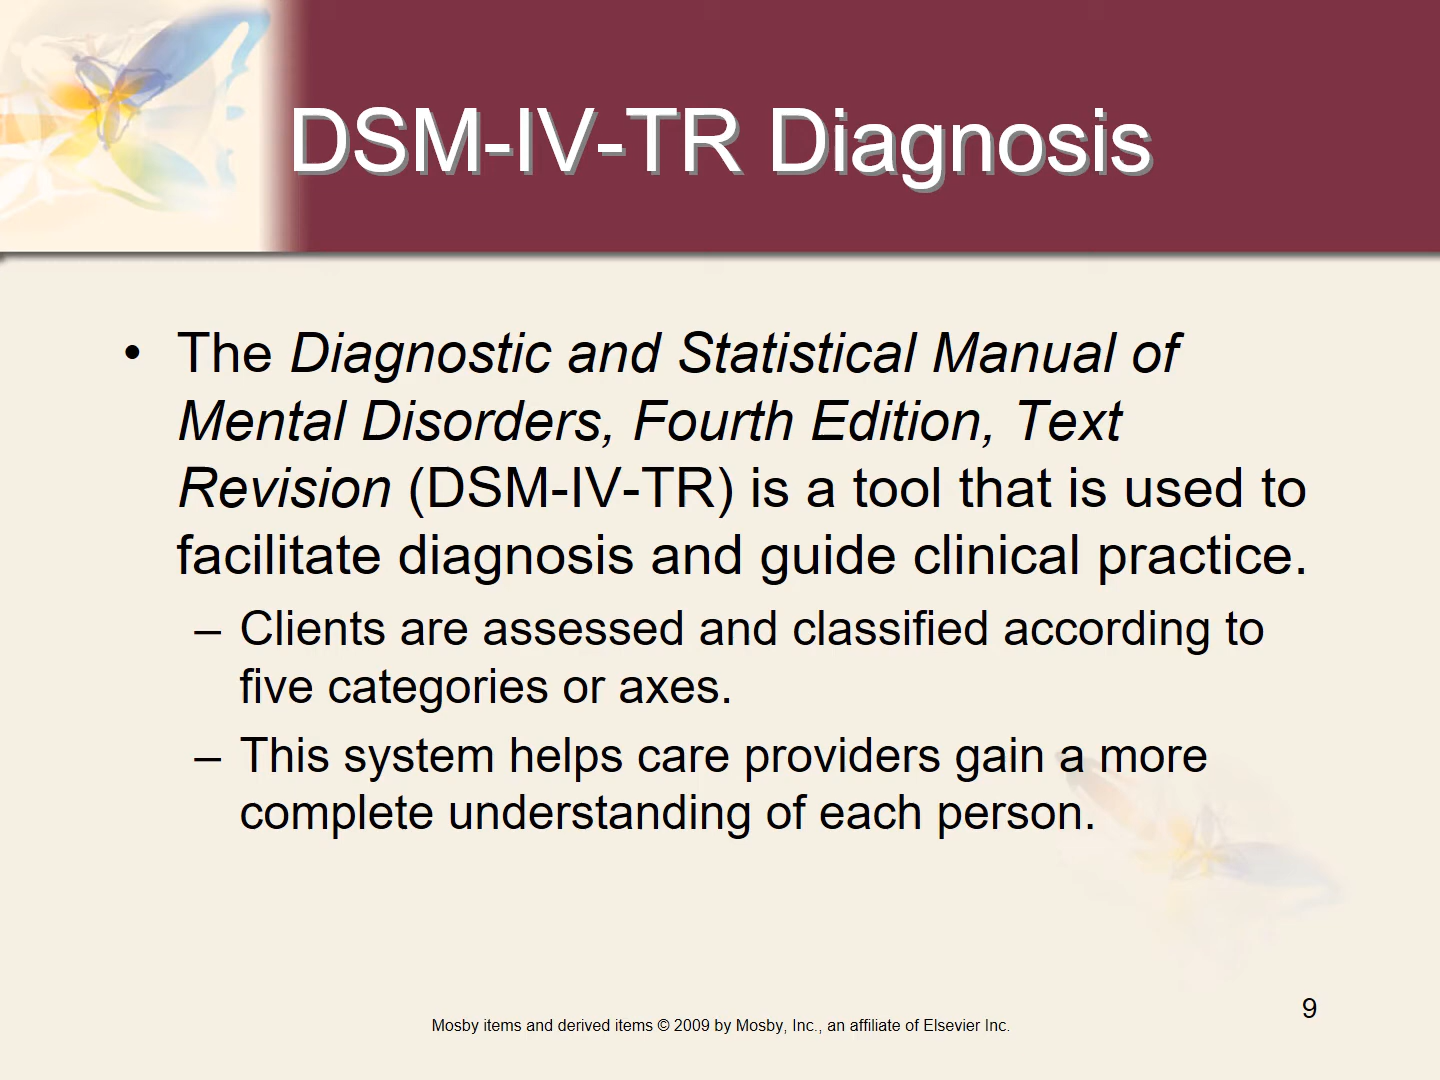 DSM-IV-TR Diagnosis
• The Diagnostic and Statistical Manual of
Mental Disorders, Fourth Edition, Text
Revision (DSM-IV-TR) is a tool that is used to
facilitate diagnosis and guide clinical practice.
– Clients are assessed and classified according to
five categories or axes.
– This system helps care providers gain a more
complete understanding of each person.
9
Mosby items and derived items © 2009 by Mosby, Inc., an affiliate of Elsevier Inc.